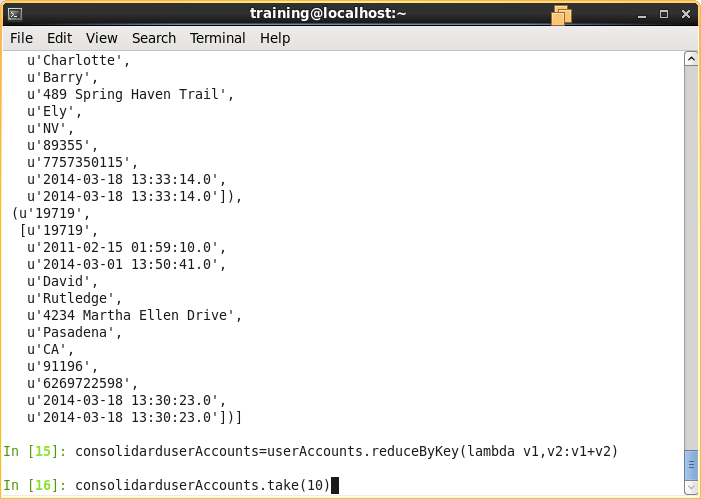 training@localhost:~
File Edit View Search Terminal Help
u'Charlotte',
u'Barry',
u'489 Spring Haven Trail',
u'Ely',
u'NV',
u'89355',
u'7757350115',
u'2014-03-18 13:33:14.0',
u'2014-03-18 13:33:14.0']),
(u'19719',
[u'19719',
u'2011-02-15 01:59:10.0',
u'2014-03-01 13:50:41.0',
u'David',
u'Rutledge',
u'4234 Martha Ellen Drive',
u'Pasadena',
u'CA',
u'91196',
u'6269722598',
u'2014-03-18 13:30:23.0',
u'2014-03-18 13:30:23.0'])]
In [15]: consolidarduserAccounts=userAccounts.reduceByKey(lambda v1,v2:v1+v2)
In [16]: consolidarduserAccounts.take(10)